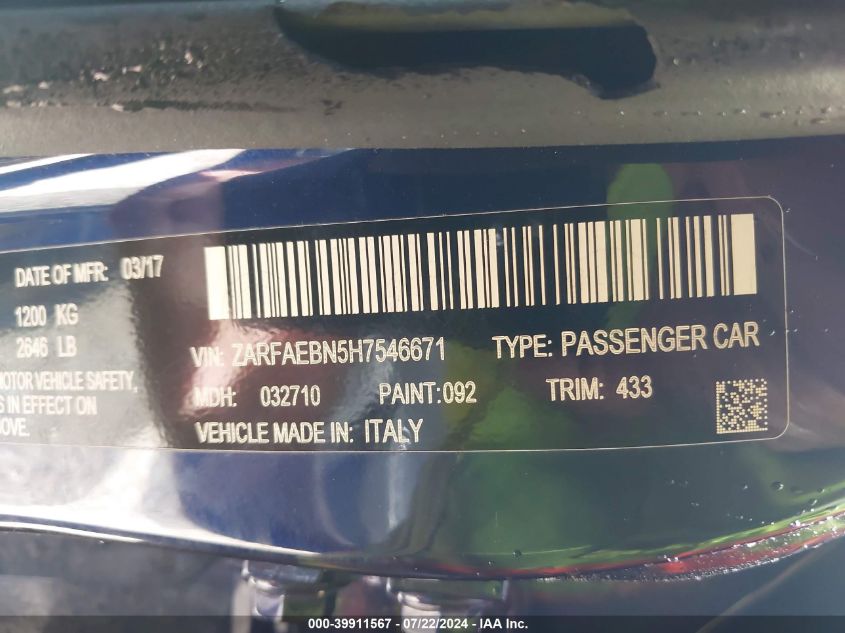 DATE OF MFR: 03/17
1200 KG
2646 LB
MOTOR VEHICLE SAFETY,
S IN EFFECT ON
OVE.
VIN: ZARFAEBN5H7546671 TYPE: PASSENGER CAR
MDH: 032710 PAINT:092 TRIM: 433
VEHICLE MADE IN: ITALY
000-39911567 / 07/22/2024 - IAA Inc.